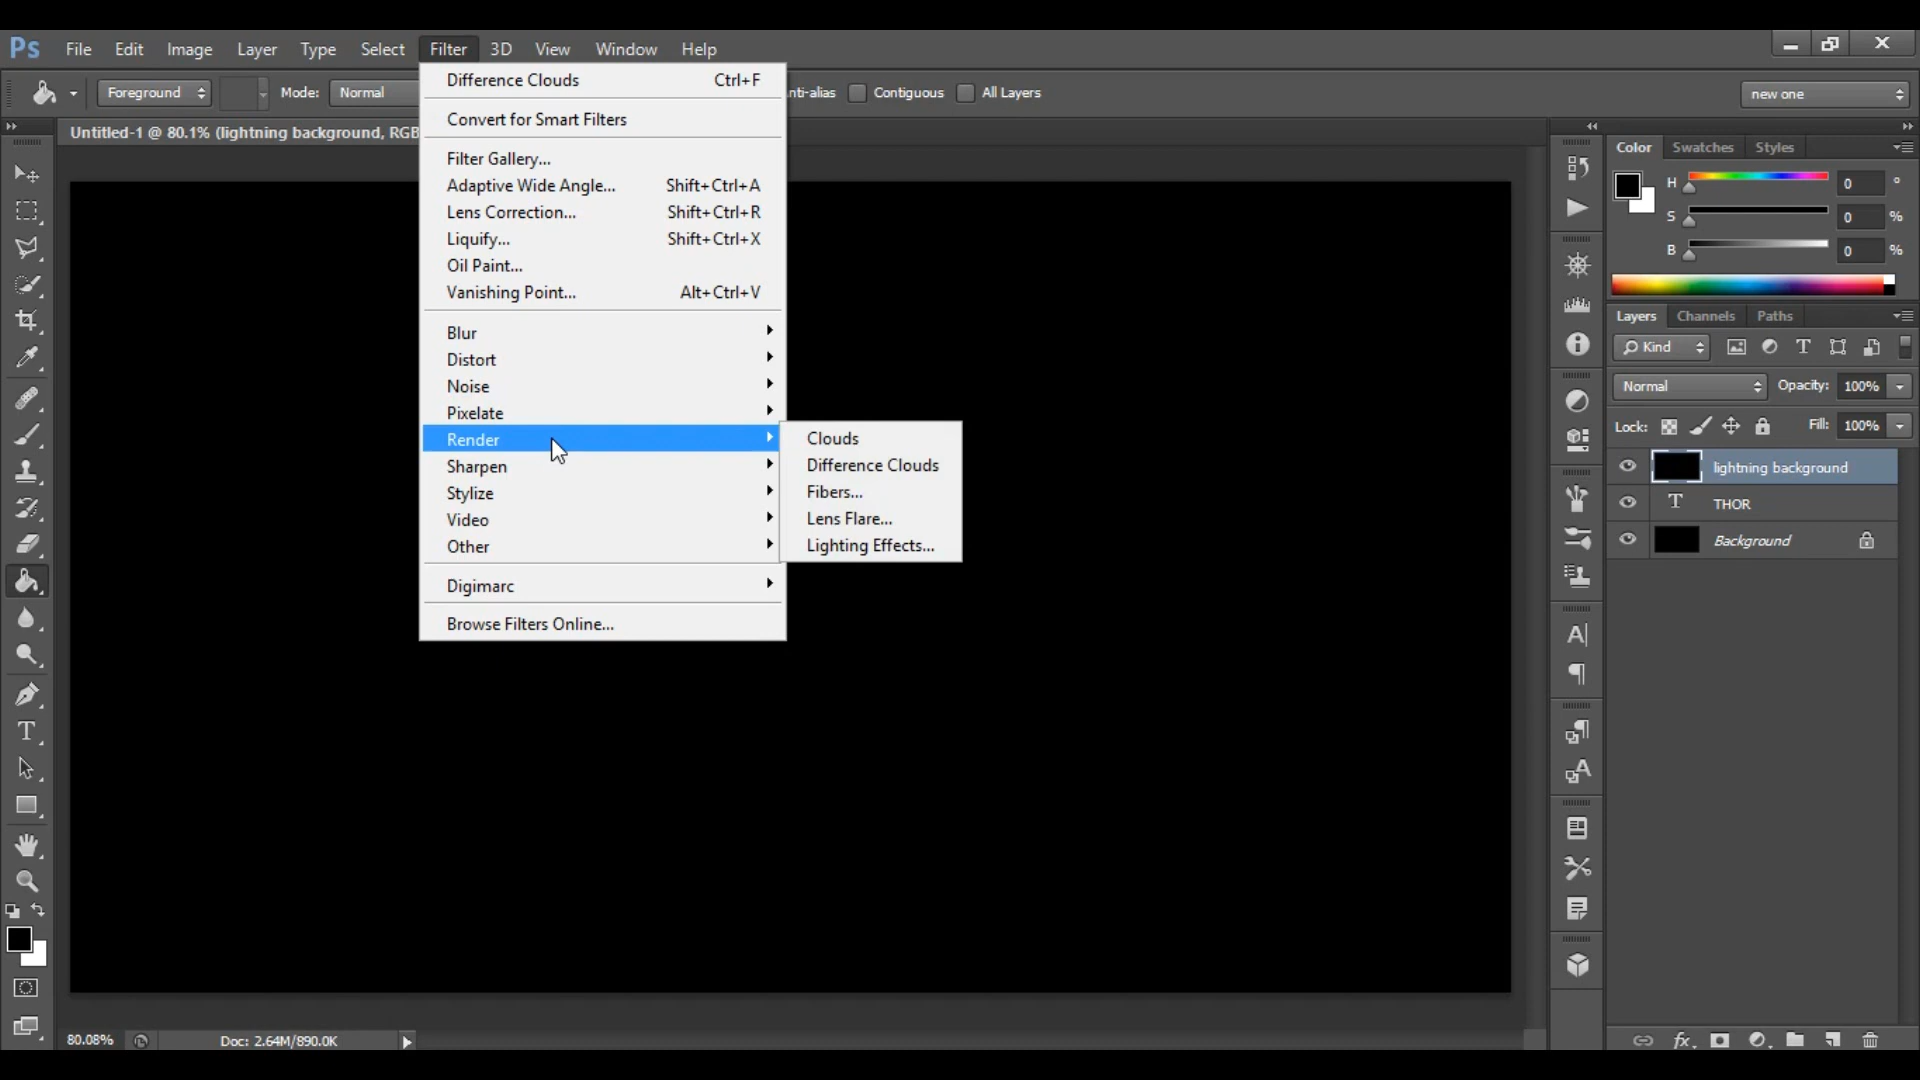 Ps File Edit Image Layer Type Select Filter 3D View Window Help
Foreground Mode: Normal nti-alias Contiguous All Layers new one
Untitled-1 @ 80.1% (lightning background, RGB
Difference Clouds Ctrl+F
Convert for Smart Filters
Filter Gallery...
Adaptive Wide Angle... Shift+Ctrl+A
Lens Correction... Shift+Ctrl+R
Liquify... Shift+Ctrl+X
Oil Paint...
Vanishing Point... Alt+Ctrl+V
Blur
Distort
Noise
Pixelate
Render
Sharpen
Stylize
Video
Other
Digimarc
Browse Filters Online...
Clouds
Difference Clouds
Fibers...
Lens Flare...
Lighting Effects...
Color Swatches Styles
H 0 °
S 0 %
B 0 %
Layers Channels Paths
Kind
Normal Opacity: 100%
Lock: Fill: 100%
lightning background
T THOR
Background
80.08% Doc: 2.64M/890.0K